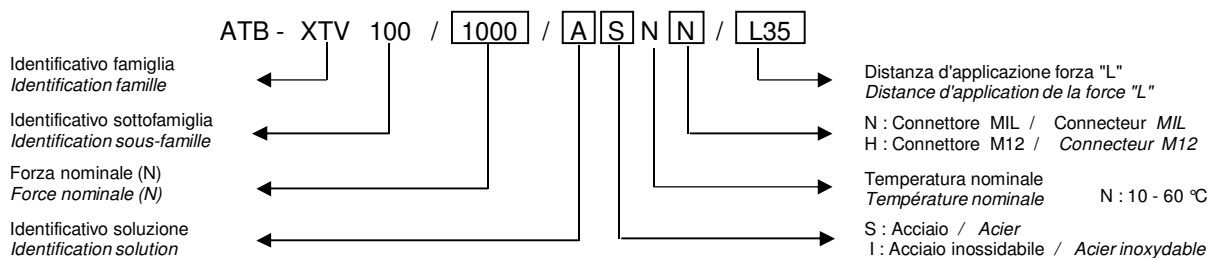 ATB - XTV 100 / 1000 / A S N N / L35
Identificativo famiglia
Identification famille
Identificativo sottofamiglia
Identification sous-famille
Forza nominale (N)
Force nominale (N)
Identificativo soluzione
Identification solution
Distanza d'applicazione forza "L"
Distance d'application de la force "L"
N : Connettore MIL / Connecteur MIL
H : Connettore M12 / Connecteur M12
Temperatura nominale
Température nominale N : 10 - 60 °C
S : Acciaio / Acier
I : Acciaio inossidabile / Acier inoxydable